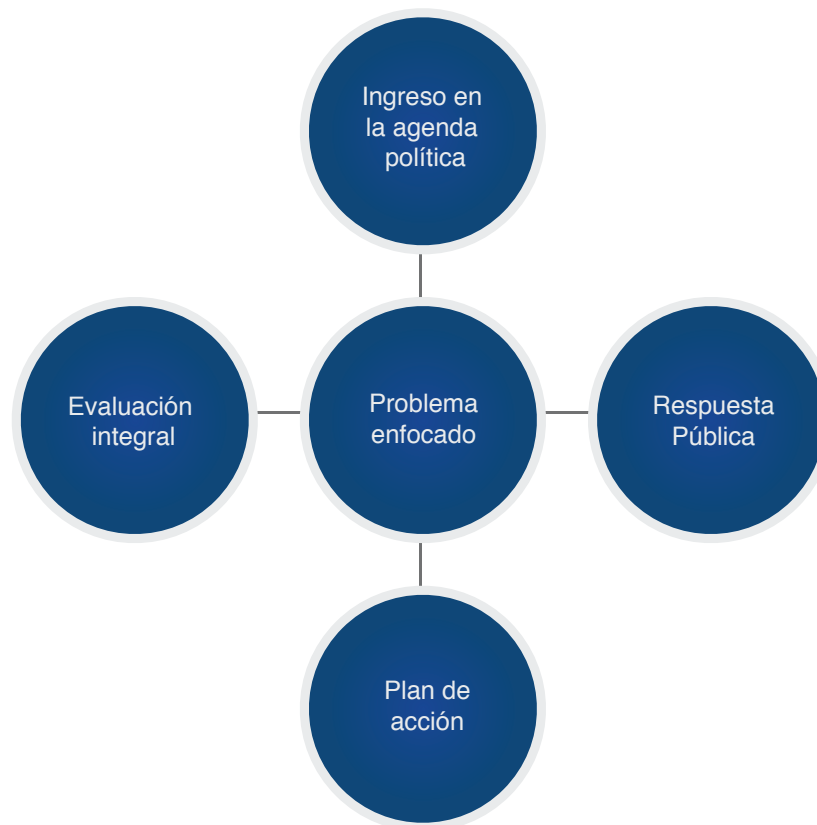 Ingreso en
la agenda
política
Evaluación
integral
Problema
enfocado
Respuesta
Pública
Plan de
acción